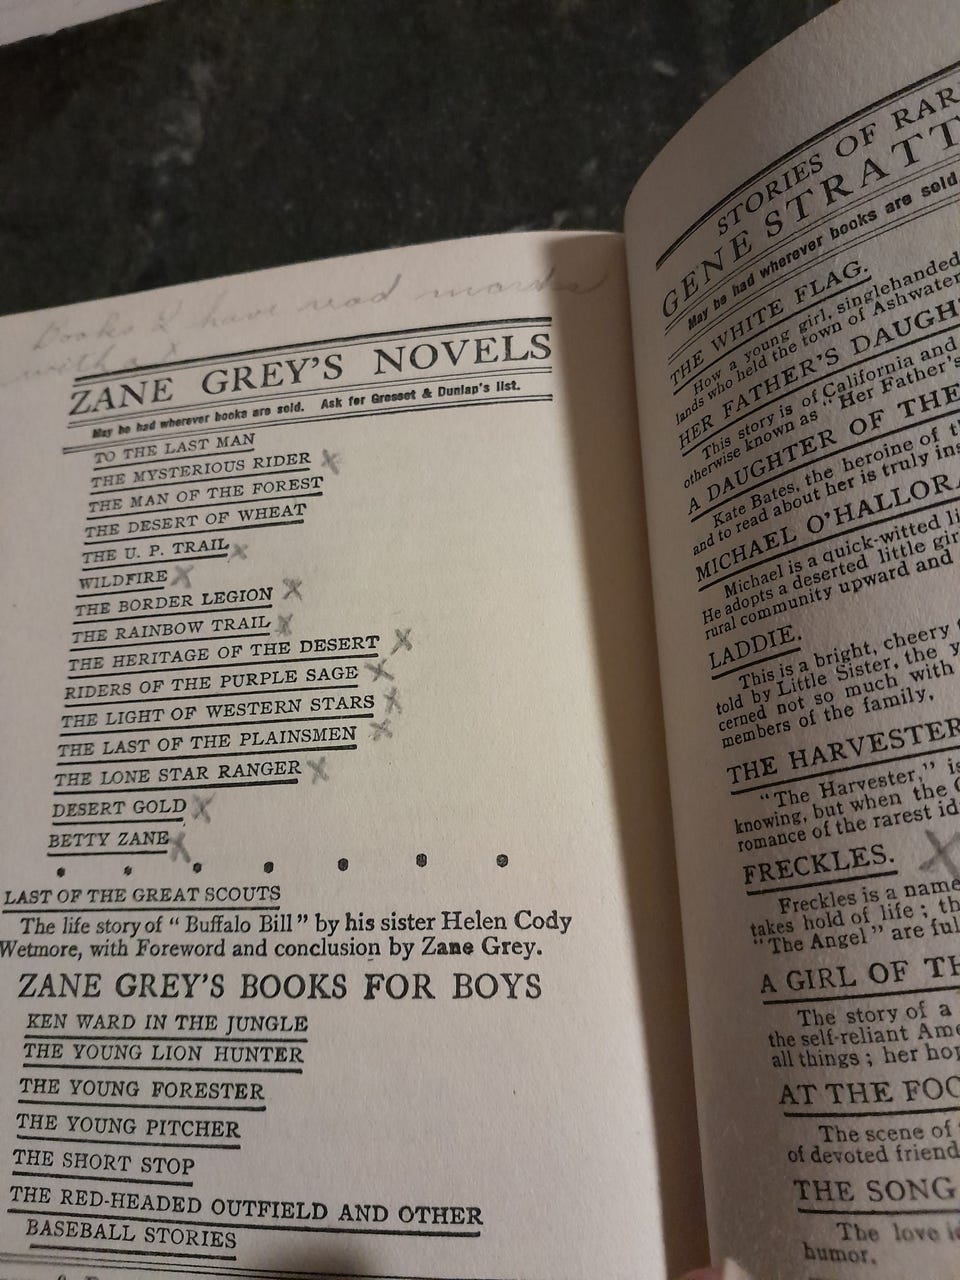 Books I have read marked
with a x
ZANE GREY'S NOVELS
May be had wherever books are sold. Ask for Grosset & Dunlap's list.
TO THE LAST MAN
THE MYSTERIOUS RIDER X
THE MAN OF THE FOREST
THE DESERT OF WHEAT
THE U. P. TRAIL X
WILDFIRE X
THE BORDER LEGION X
THE RAINBOW TRAIL X
THE HERITAGE OF THE DESERT X
RIDERS OF THE PURPLE SAGE X
THE LIGHT OF WESTERN STARS X
THE LAST OF THE PLAINSMEN X
THE LONE STAR RANGER X
DESERT GOLD X
BETTY ZANE X
LAST OF THE GREAT SCOUTS
The life story of "Buffalo Bill" by his sister Helen Cody
Wetmore, with Foreword and conclusion by Zane Grey.
ZANE GREY'S BOOKS FOR BOYS
KEN WARD IN THE JUNGLE
THE YOUNG LION HUNTER
THE YOUNG FORESTER
THE YOUNG PITCHER
THE SHORT STOP
THE RED-HEADED OUTFIELD AND OTHER
BASEBALL STORIES
STORIES OF RAR
GENE STRATT
May be had wherever books are sold.
THE WHITE FLAG.
How a young girl, singlehanded
lands who held the town of Ashwater
HER FATHER'S DAUGH
This story is of California and
otherwise known as "Her Father's
A DAUGHTER OF THE
Kate Bates, the heroine of t
and to read about her is truly ins
MICHAEL O'HALLORA
Michael is a quick-witted li
He adopts a deserted little gir
rural community upward and
LADDIE.
This is a bright, cheery
told by Little Sister, the y
cerned not so much with
members of the family.
THE HARVESTER
"The Harvester," is
knowing, but when the G
romance of the rarest id
FRECKLES. X
Freckles is a name
takes hold of life; th
"The Angel" are ful
A GIRL OF TH
The story of a
the self-reliant Ame
all things; her hop
AT THE FOO
The scene of
of devoted friend
THE SONG
The love i
humor.